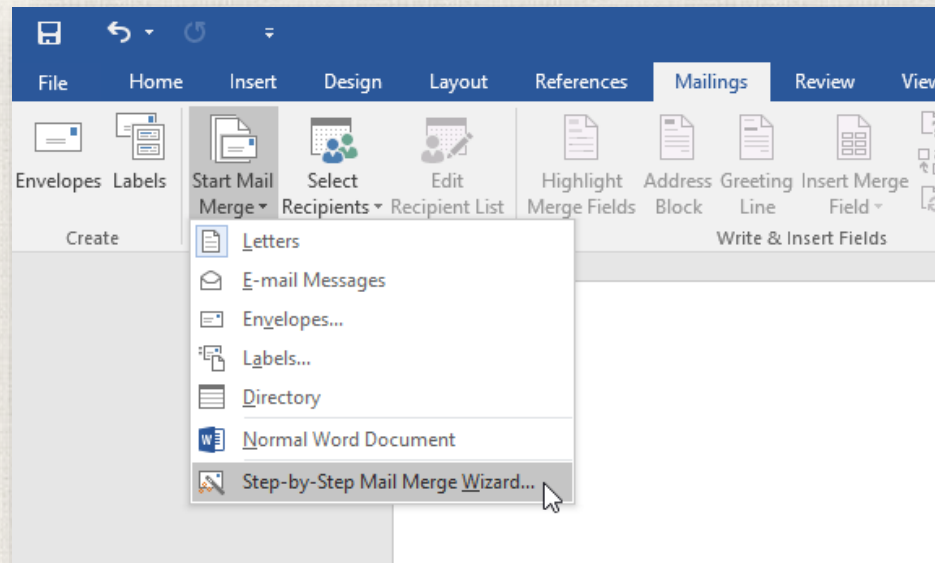 File Home Insert Design Layout References Mailings Review View
Envelopes Labels Start Mail Select Edit Highlight Address Greeting Insert Merge
Merge Recipients Recipient List Merge Fields Block Line Field
Create Write & Insert Fields
Letters
E-mail Messages
Envelopes...
Labels...
Directory
Normal Word Document
Step-by-Step Mail Merge Wizard...